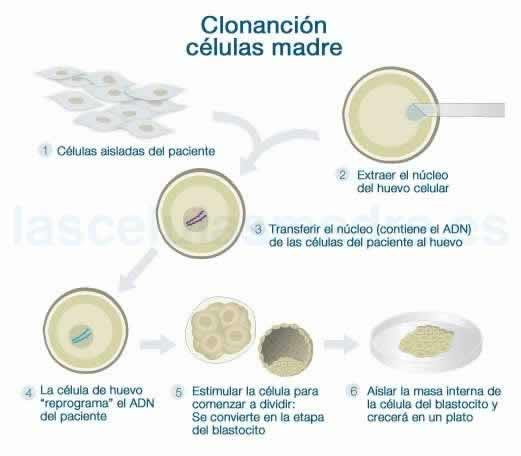 Clonanción
células madre
1 Células aisladas del paciente
2 Extraer el núcleo
del huevo celular
3 Transferir el núcleo (contiene el ADN)
de las células del paciente al huevo
lascelulasmadre.es
4 La célula de huevo
"reprograma" el ADN
del paciente
5 Estimular la célula para
comenzar a dividir:
Se convierte en la etapa
del blastocito
6 Aislar la masa interna de
la célula del blastocito y
crecerá en un plato